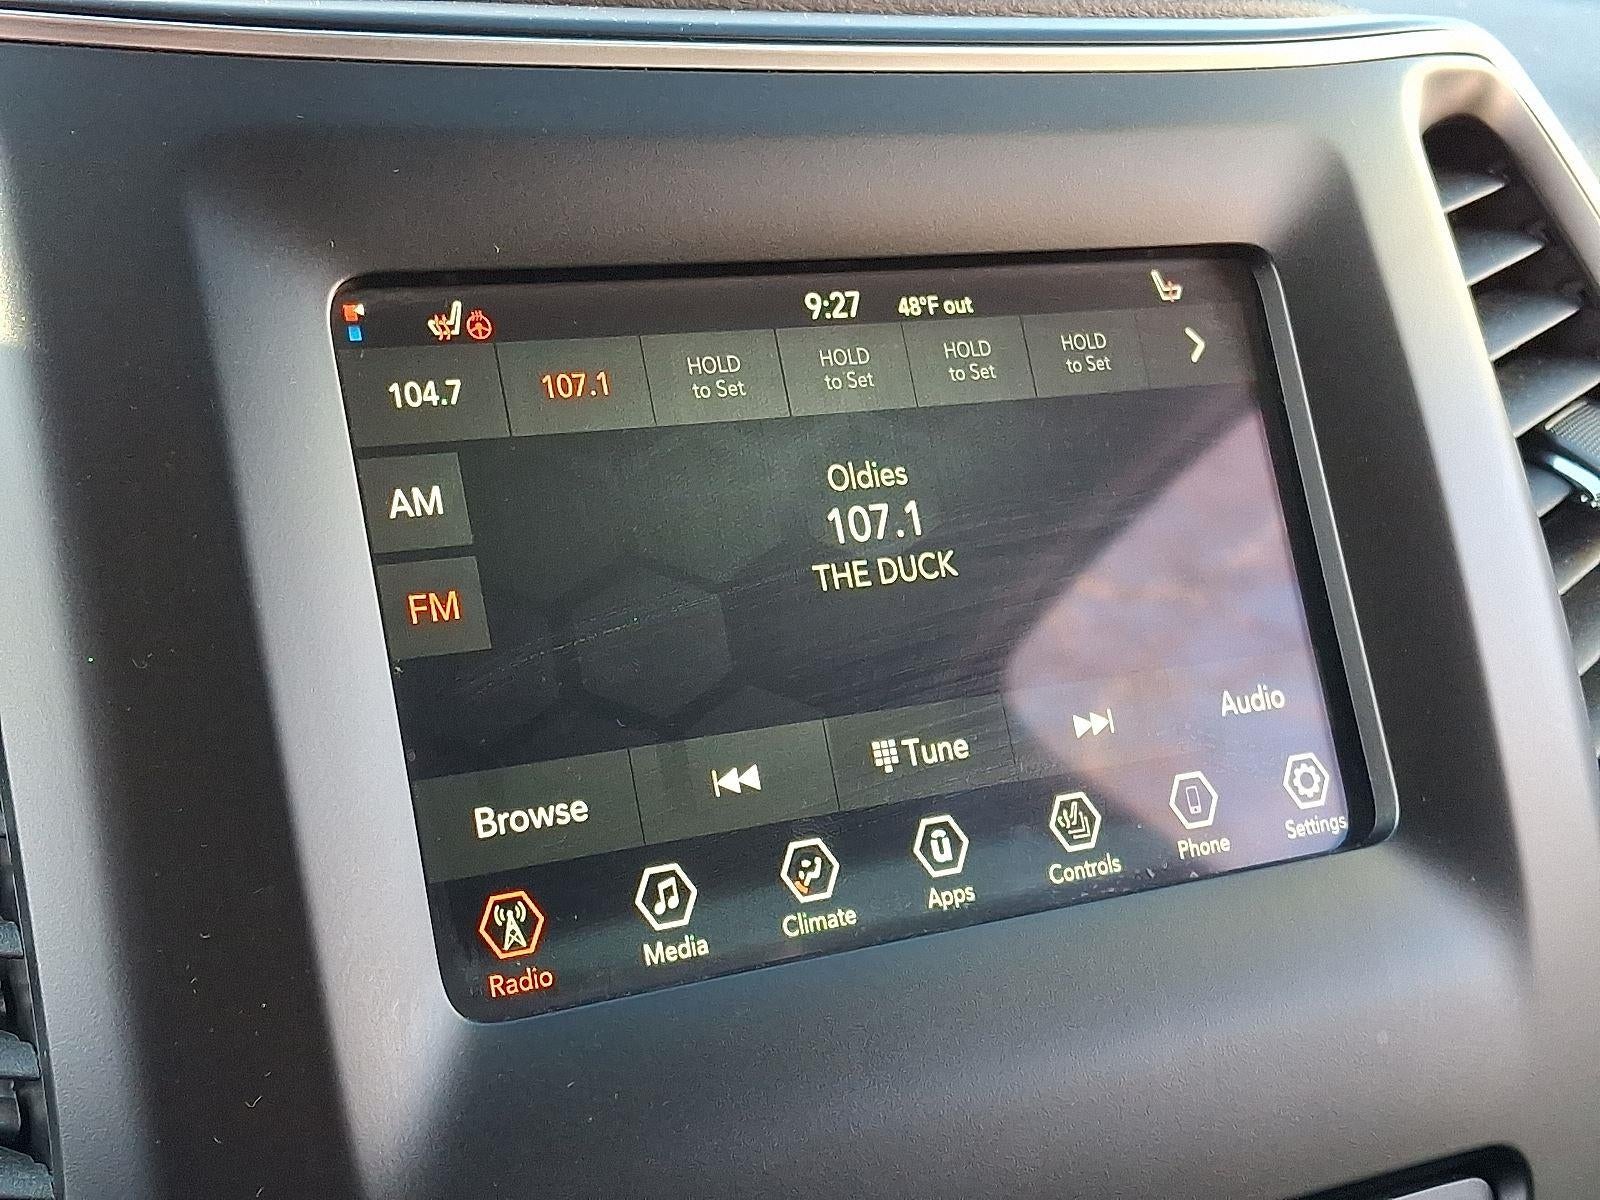 9:27 48°F out
104.7 107.1 HOLD to Set HOLD to Set HOLD to Set HOLD to Set
AM
FM
Oldies
107.1
THE DUCK
Browse Tune Audio
Radio Media Climate Apps Controls Phone Settings